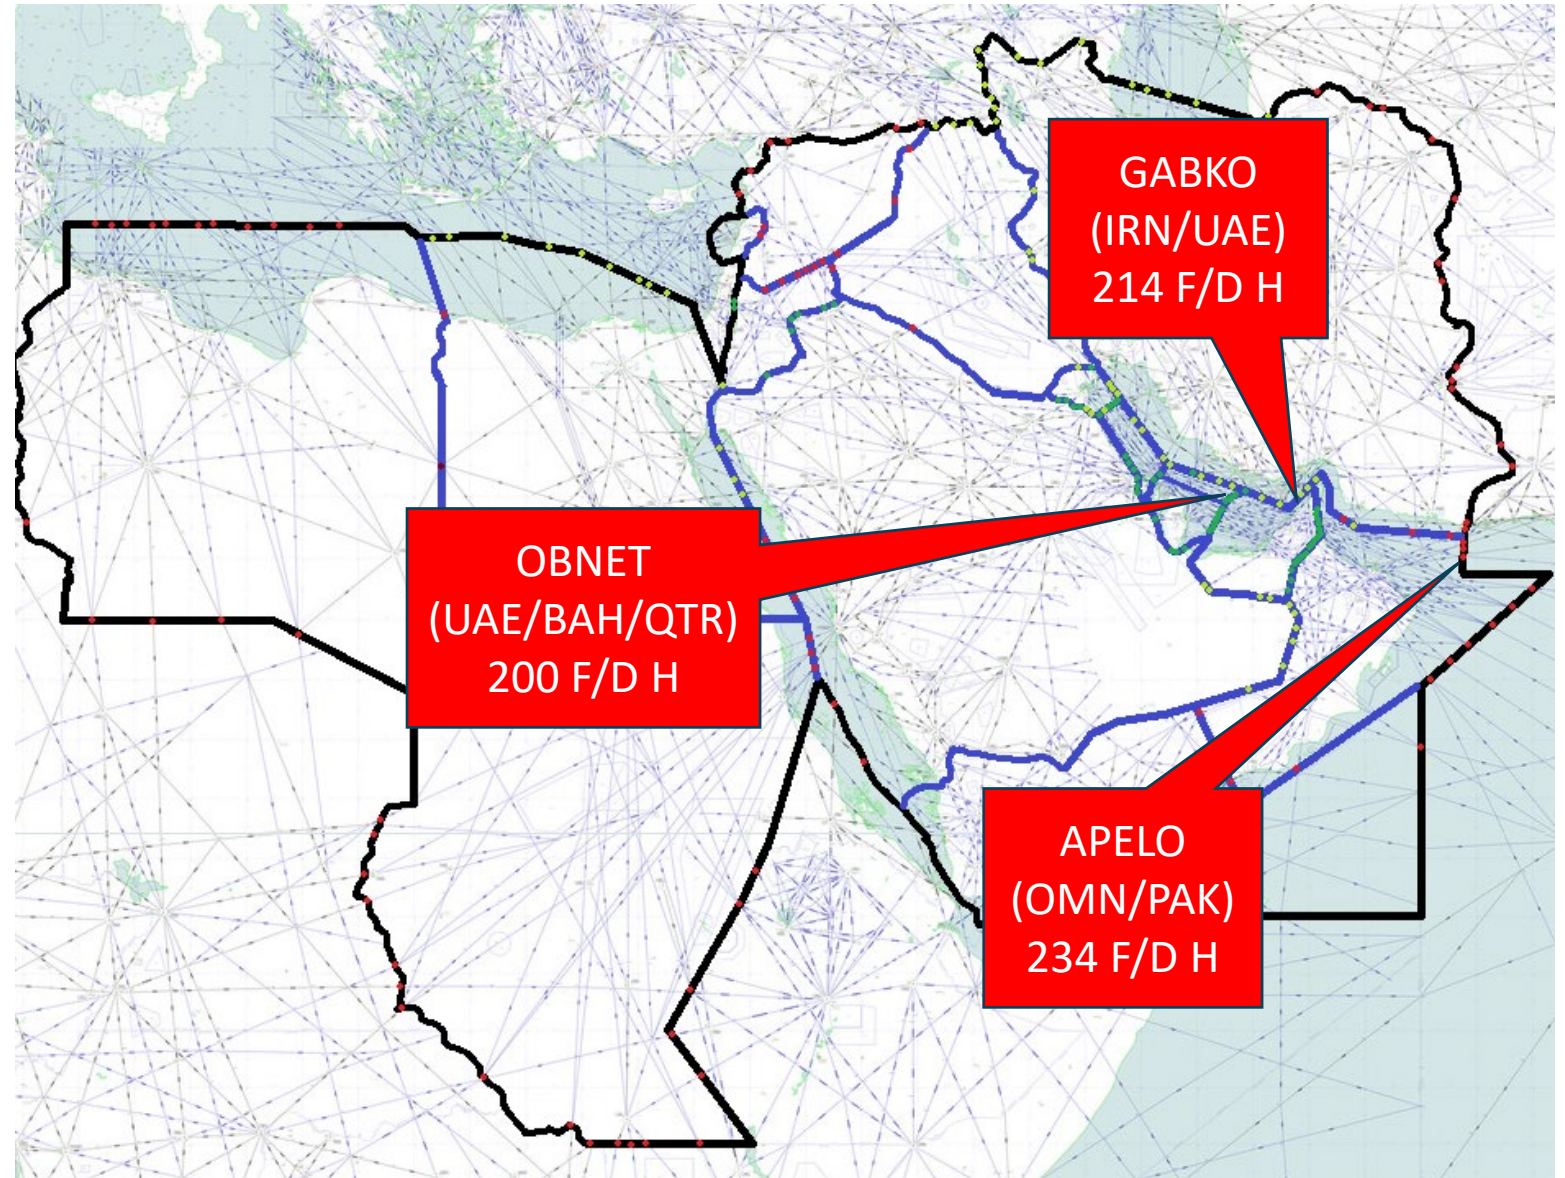 GABKO
(IRN/UAE)
214 F/D H
OBNET
(UAE/BAH/QTR)
200 F/D H
APELO
(OMN/PAK)
234 F/D H